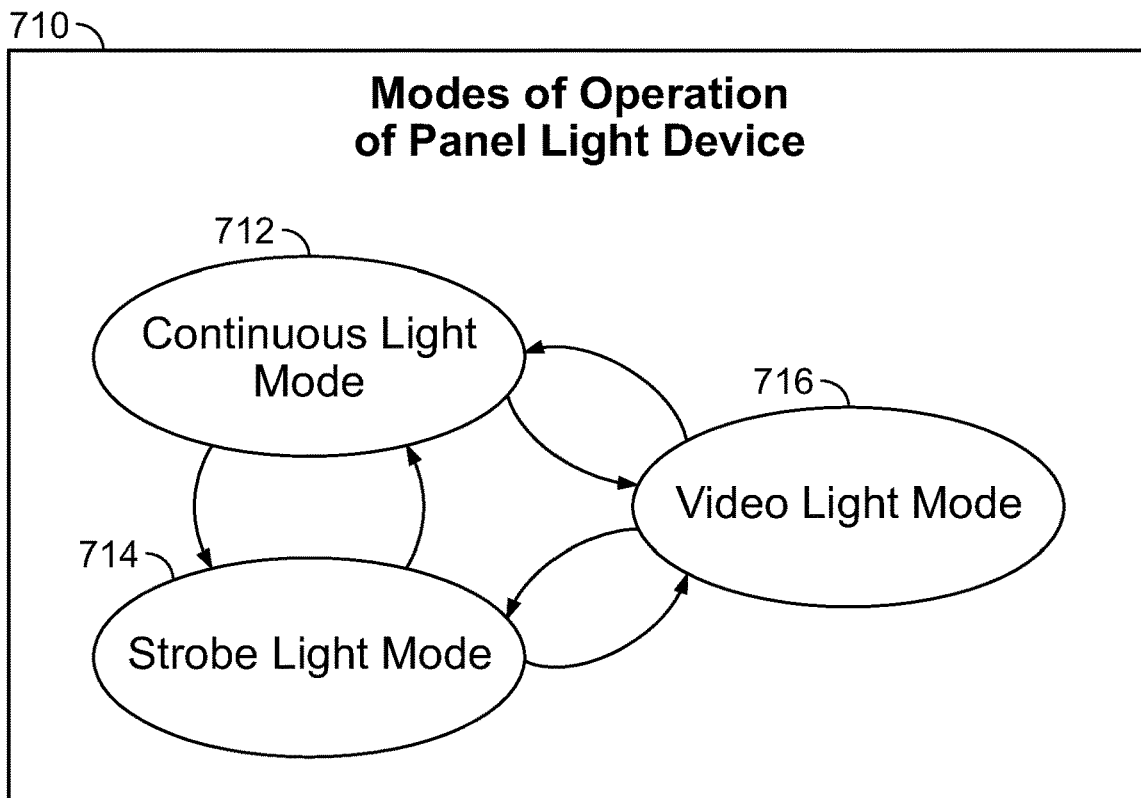 710
Modes of Operation
of Panel Light Device
712
Continuous Light
Mode
716
Video Light Mode
714
Strobe Light Mode